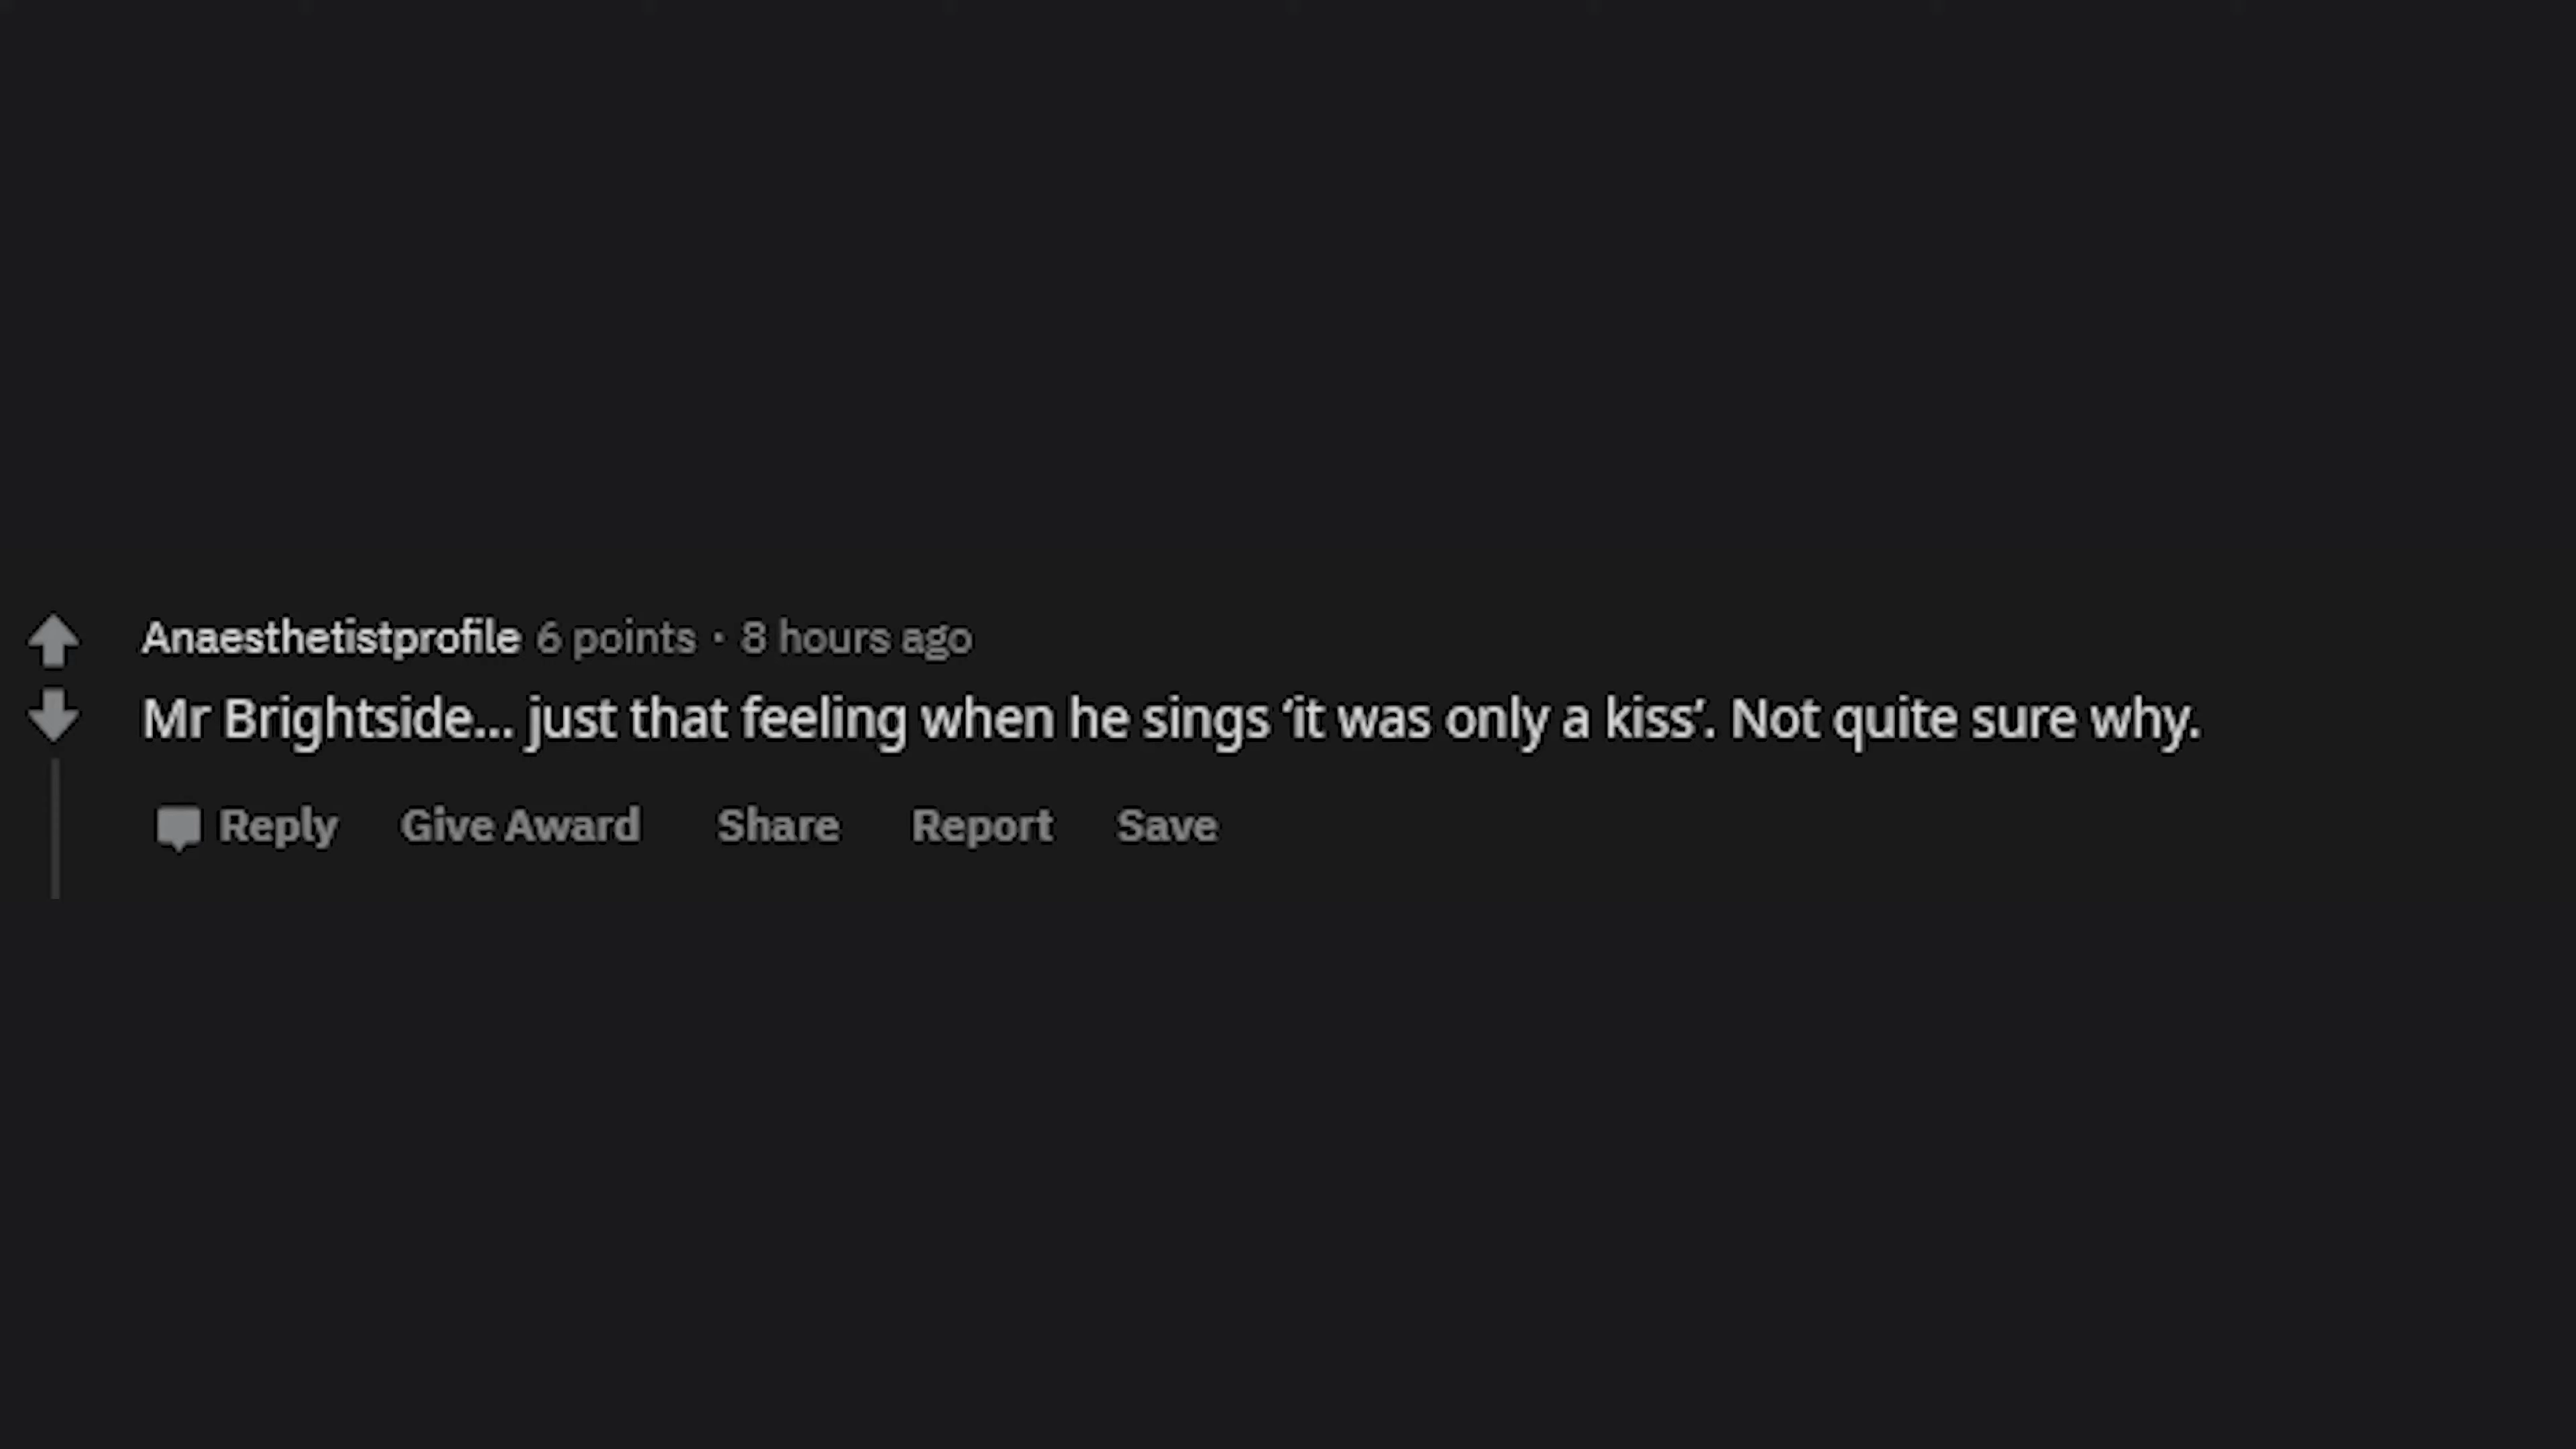 Anaesthetistprofile 6 points · 8 hours ago
Mr Brightside... just that feeling when he sings ‘it was only a kiss’. Not quite sure why.
Reply Give Award Share Report Save